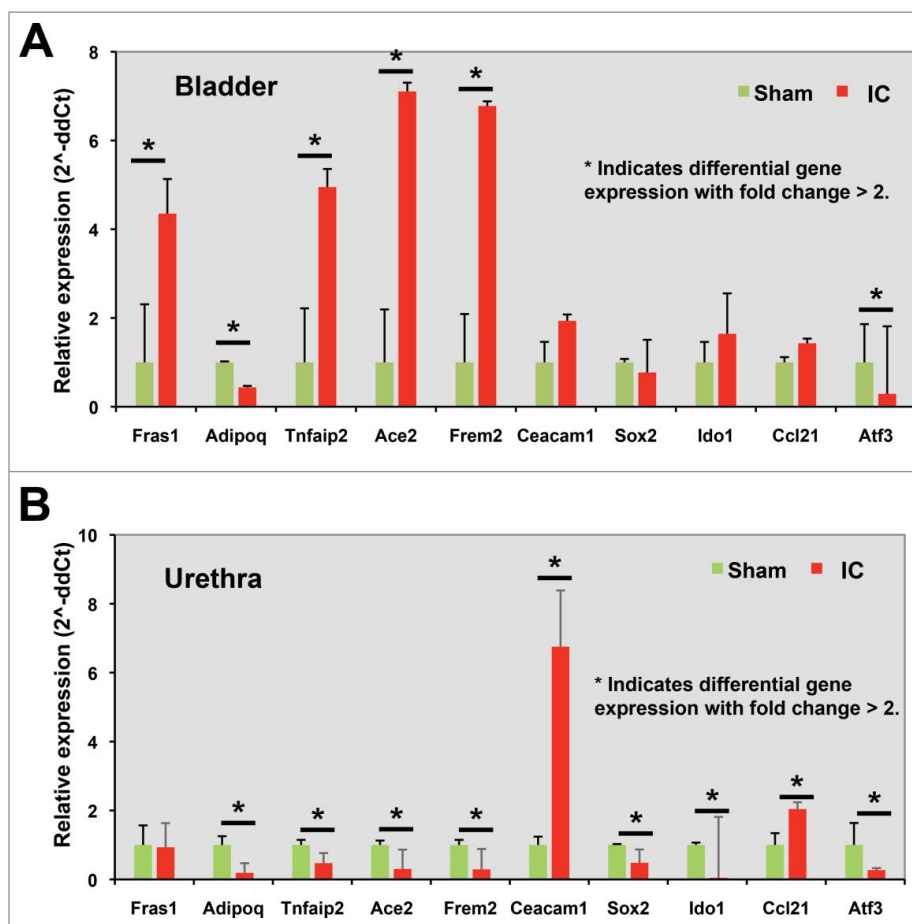 A
Bladder
Sham IC
* Indicates differential gene
expression with fold change > 2.
Relative expression (2^-ddCt)
8
6
4
2
0
* * * * * *
Fras1 Adipoq Tnfaip2 Ace2 Frem2 Ceacam1 Sox2 Ido1 Ccl21 Atf3
B
Urethra
Sham IC
* Indicates differential gene
expression with fold change > 2.
Relative expression (2^-ddCt)
10
8
6
4
2
0
* * * * * * * * *
Fras1 Adipoq Tnfaip2 Ace2 Frem2 Ceacam1 Sox2 Ido1 Ccl21 Atf3